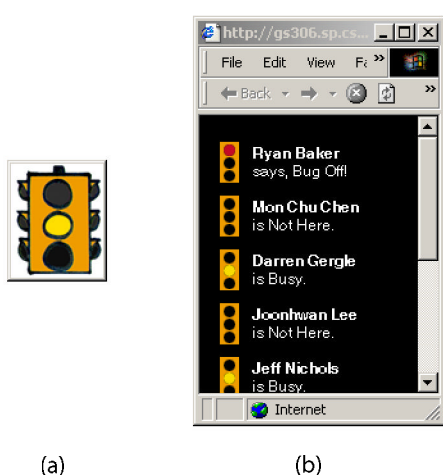 http://gs306.sp.cs...
File Edit View Fa »
Back »
Ryan Baker
says, Bug Off!
Mon Chu Chen
is Not Here.
Darren Gergle
is Busy.
Joonhwan Lee
is Not Here.
Jeff Nichols
is Busy.
Internet
(a) (b)